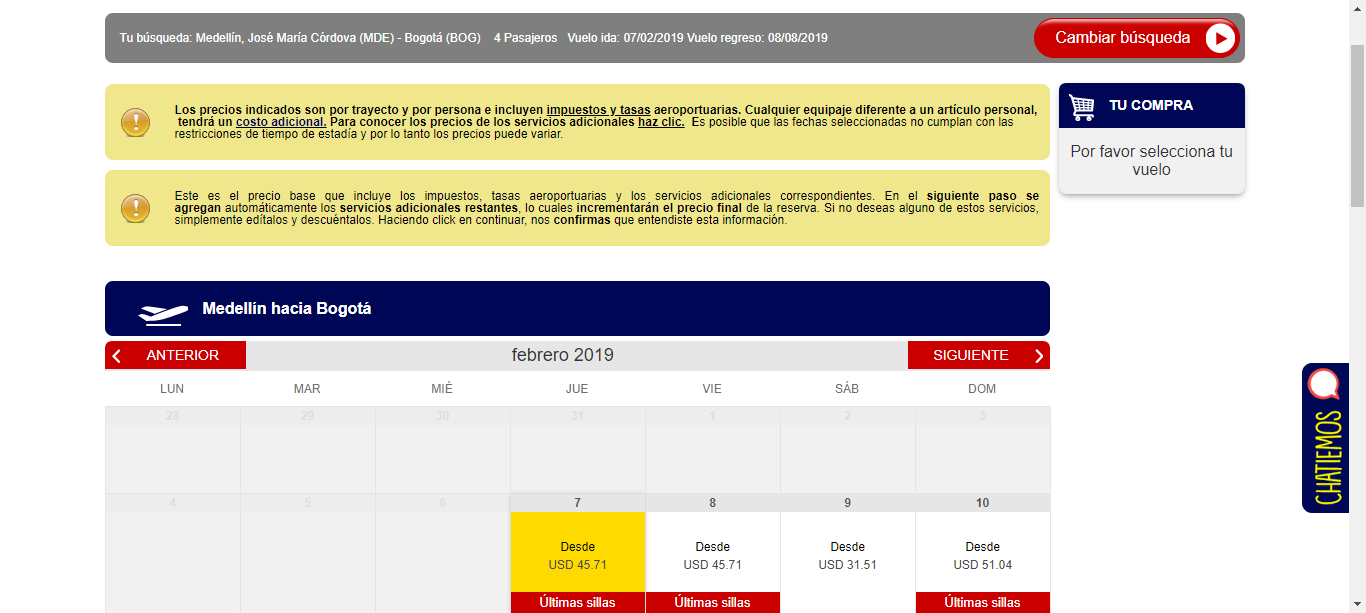 Tu búsqueda: Medellín, José María Córdova (MDE) - Bogotá (BOG) 4 Pasajeros Vuelo ida: 07/02/2019 Vuelo regreso: 08/08/2019
Cambiar búsqueda
Los precios indicados son por trayecto y por persona e incluyen impuestos y tasas aeroportuarias. Cualquier equipaje diferente a un artículo personal,
tendrá un costo adicional. Para conocer los precios de los servicios adicionales haz clic. Es posible que las fechas seleccionadas no cumplan con las
restricciones de tiempo de estadía y por lo tanto los precios puede variar.
TU COMPRA
Por favor selecciona tu
vuelo
Este es el precio base que incluye los impuestos, tasas aeroportuarias y los servicios adicionales correspondientes. En el siguiente paso se
agregan automáticamente los servicios adicionales restantes, lo cuales incrementarán el precio final de la reserva. Si no deseas alguno de estos servicios,
simplemente edítalos y descuéntalos. Haciendo click en continuar, nos confirmas que entendiste esta información.
Medellín hacia Bogotá
ANTERIOR febrero 2019 SIGUIENTE
LUN MAR MIÉ JUE VIE SÁB DOM
28 29 30 31 1 2 3
4 5 6 7 8 9 10
Desde Desde Desde Desde
USD 45.71 USD 45.71 USD 31.51 USD 51.04
Últimas sillas Últimas sillas Últimas sillas
CHATIEMOS